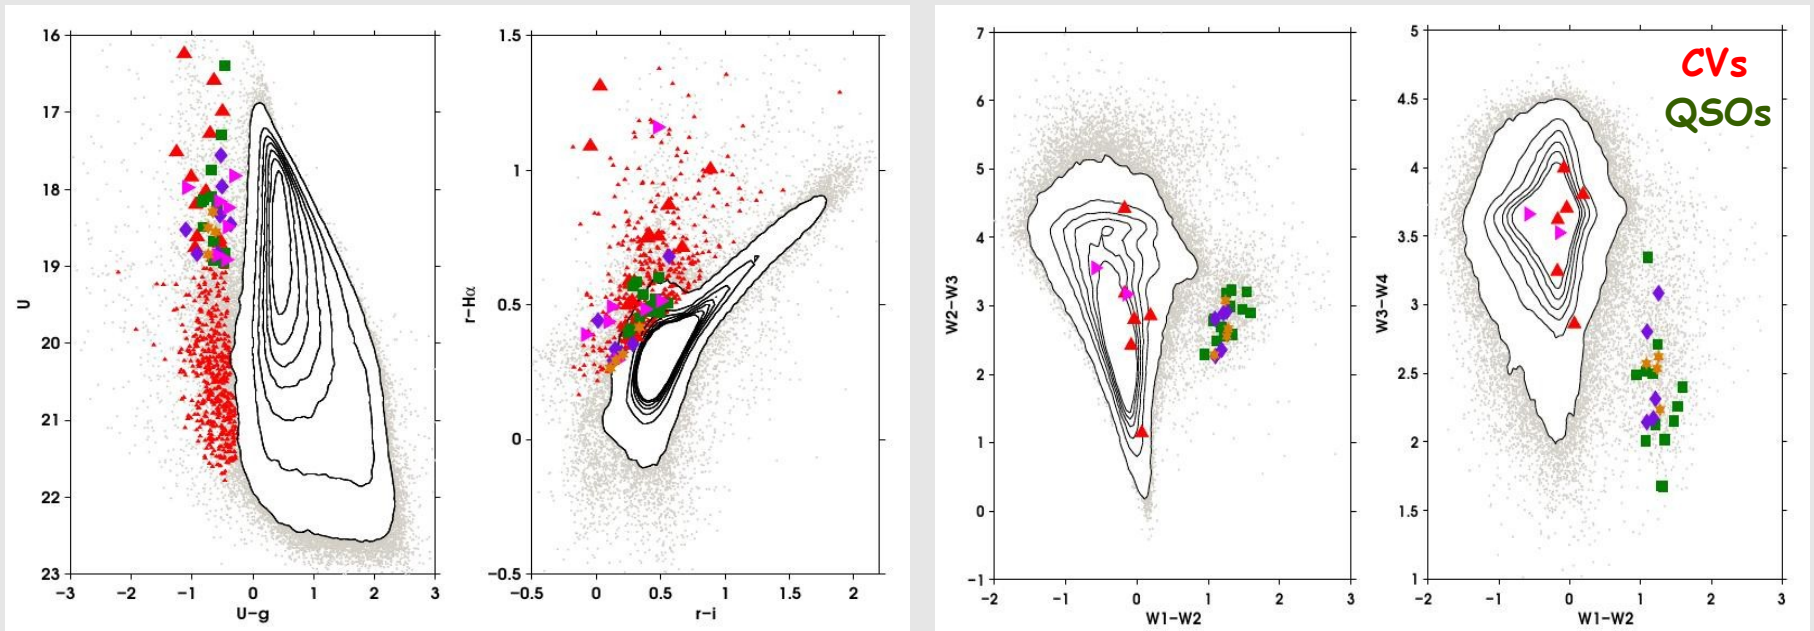 16
17
18
19
20
21
22
23
U
−3 −2 −1 0 1 2 3
U−g
1.5
1
0.5
0
−0.5
r−Hα
−0.5 0 0.5 1 1.5 2
r−i
7
6
5
4
3
2
1
0
−1
W2−W3
−2 −1 0 1 2 3
W1−W2
5
4.5
4
3.5
3
2.5
2
1.5
1
W3−W4
−2 −1 0 1 2 3
W1−W2
CVs
QSOs